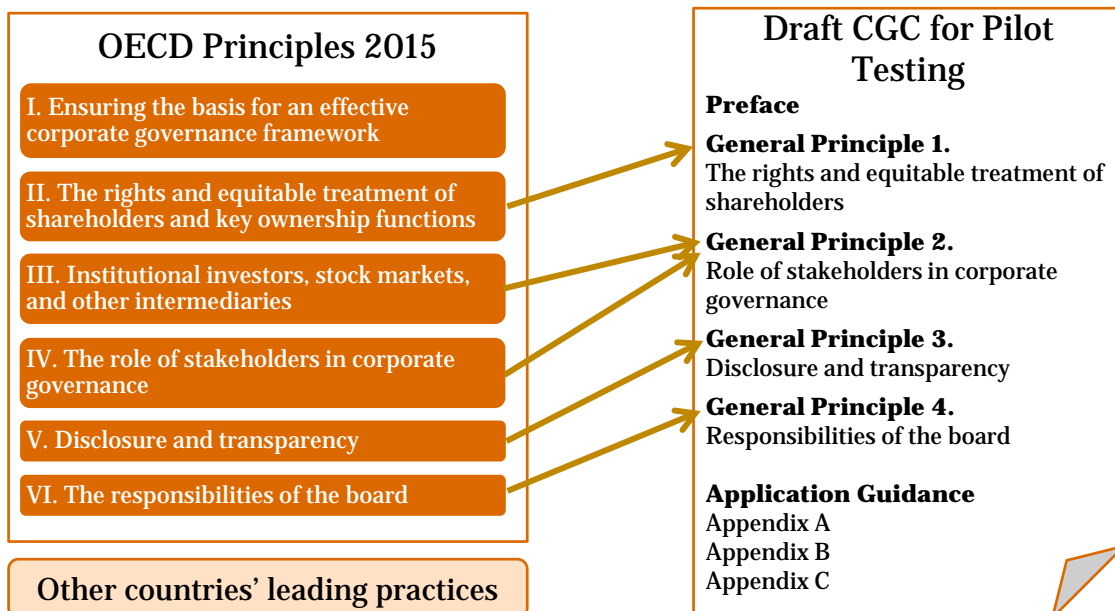 OECD Principles 2015
I. Ensuring the basis for an effective
corporate governance framework
II. The rights and equitable treatment of
shareholders and key ownership functions
III. Institutional investors, stock markets,
and other intermediaries
IV. The role of stakeholders in corporate
governance
V. Disclosure and transparency
VI. The responsibilities of the board
Other countries’ leading practices
Draft CGC for Pilot
Testing
Preface
General Principle 1.
The rights and equitable treatment of
shareholders
General Principle 2.
Role of stakeholders in corporate
governance
General Principle 3.
Disclosure and transparency
General Principle 4.
Responsibilities of the board
Application Guidance
Appendix A
Appendix B
Appendix C